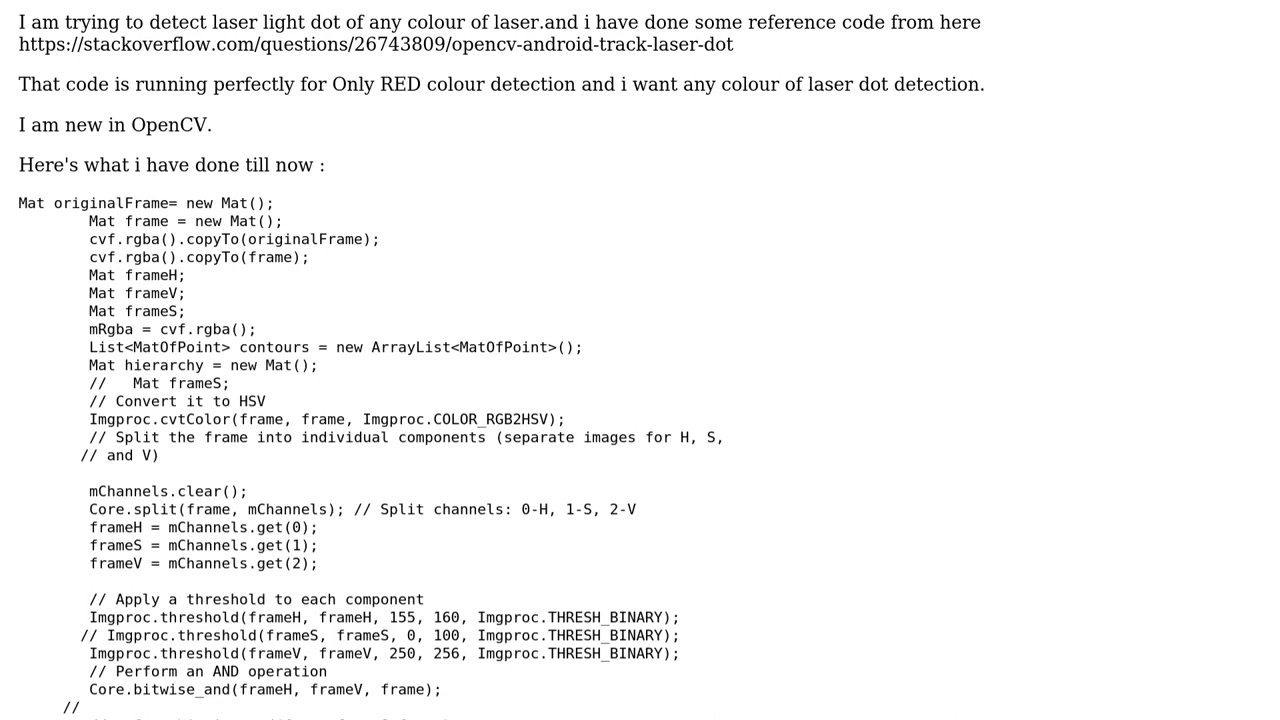 I am trying to detect laser light dot of any colour of laser.and i have done some reference code from here
https://stackoverflow.com/questions/26743809/opencv-android-track-laser-dot
That code is running perfectly for Only RED colour detection and i want any colour of laser dot detection.
I am new in OpenCV.
Here's what i have done till now :
Mat originalFrame= new Mat();
        Mat frame = new Mat();
        cvf.rgba().copyTo(originalFrame);
        cvf.rgba().copyTo(frame);
        Mat frameH;
        Mat frameV;
        Mat frameS;
        mRgba = cvf.rgba();
        List<MatOfPoint> contours = new ArrayList<MatOfPoint>();
        Mat hierarchy = new Mat();
        //   Mat frameS;
        // Convert it to HSV
        Imgproc.cvtColor(frame, frame, Imgproc.COLOR_RGB2HSV);
        // Split the frame into individual components (separate images for H, S,
       // and V)
        mChannels.clear();
        Core.split(frame, mChannels); // Split channels: 0-H, 1-S, 2-V
        frameH = mChannels.get(0);
        frameS = mChannels.get(1);
        frameV = mChannels.get(2);
        // Apply a threshold to each component
        Imgproc.threshold(frameH, frameH, 155, 160, Imgproc.THRESH_BINARY);
       // Imgproc.threshold(frameS, frameS, 0, 100, Imgproc.THRESH_BINARY);
        Imgproc.threshold(frameV, frameV, 250, 256, Imgproc.THRESH_BINARY);
        // Perform an AND operation
        Core.bitwise_and(frameH, frameV, frame);
     //